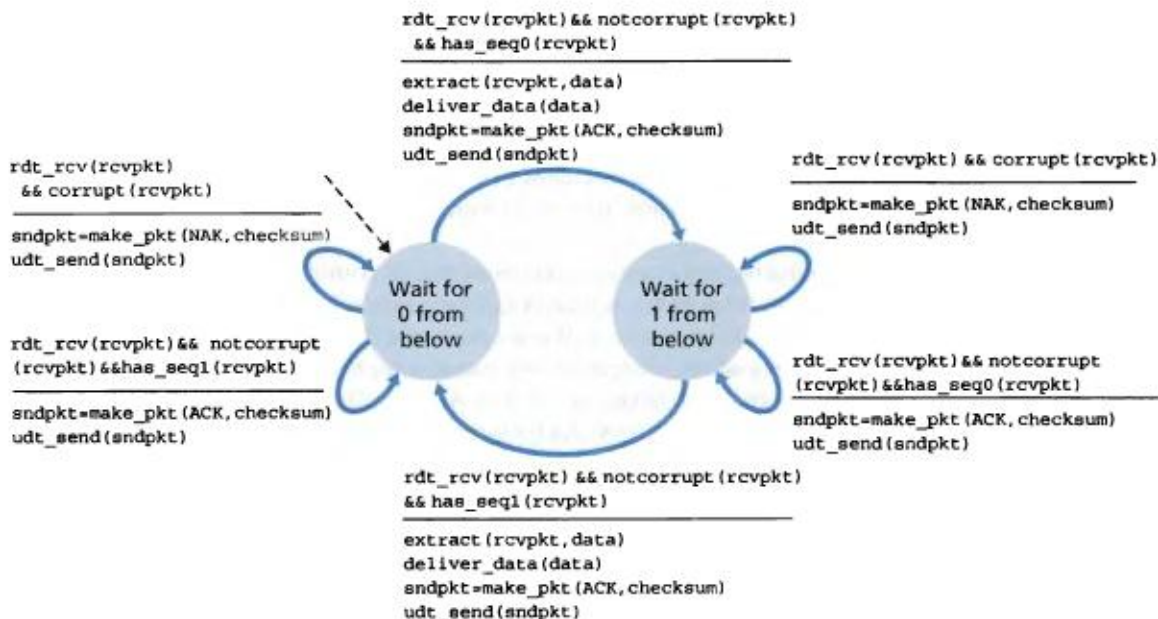 rdt_rcv(rcvpkt)&& notcorrupt(rcvpkt)
&& has_seq0(rcvpkt)
extract(rcvpkt,data)
deliver_data(data)
sndpkt=make_pkt(ACK,checksum)
udt_send(sndpkt)
rdt_rcv(rcvpkt)
&& corrupt(rcvpkt)
sndpkt=make_pkt(NAK,checksum)
udt_send(sndpkt)
rdt_rcv(rcvpkt) && corrupt(rcvpkt)
sndpkt=make_pkt(NAK,checksum)
udt_send(sndpkt)
Wait for
0 from
below
Wait for
1 from
below
rdt_rcv(rcvpkt)&& notcorrupt
(rcvpkt)&&has_seq1(rcvpkt)
sndpkt=make_pkt(ACK,checksum)
udt_send(sndpkt)
rdt_rcv(rcvpkt)&& notcorrupt
(rcvpkt)&&has_seq0(rcvpkt)
sndpkt=make_pkt(ACK,checksum)
udt_send(sndpkt)
rdt_rcv(rcvpkt) && notcorrupt(rcvpkt)
&& has_seq1(rcvpkt)
extract(rcvpkt,data)
deliver_data(data)
sndpkt=make_pkt(ACK,checksum)
udt_send(sndpkt)